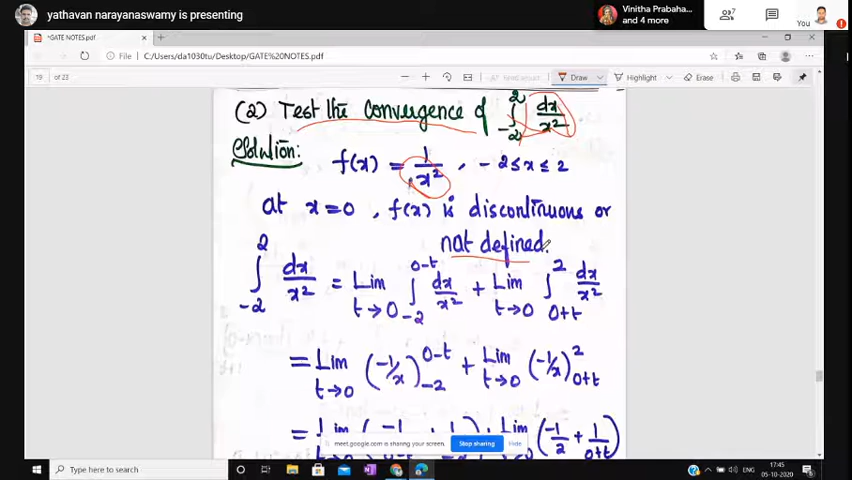 yathavan narayanaswamy is presenting
Vinitha Prabaha...
and 4 more
7
You
*GATE NOTES.pdf
File
C:/Users/da1030tu/Desktop/GATE%20NOTES.pdf
19 of 23
Draw
Highlight
Erase
(2) Test the Convergence of ∫_{-2}^{2} dx/x²
Solution:
f(x) = 1/x², -2≤x≤2
At x=0, f(x) is discontinuous or
not defined.
∫_{-2}^{2} dx/x² = Lim_{t→0} ∫_{-2}^{0-t} dx/x² + Lim_{t→0} ∫_{0+t}^{2} dx/x²
= Lim_{t→0} (-1/x)_{-2}^{0-t} + Lim_{t→0} (-1/x)_{0+t}^{2}
(-1/2 + 1/0+t)
meet.google.com is sharing your screen.
Stop sharing
Hide
Type here to search
ENG
17:45
05-10-2020